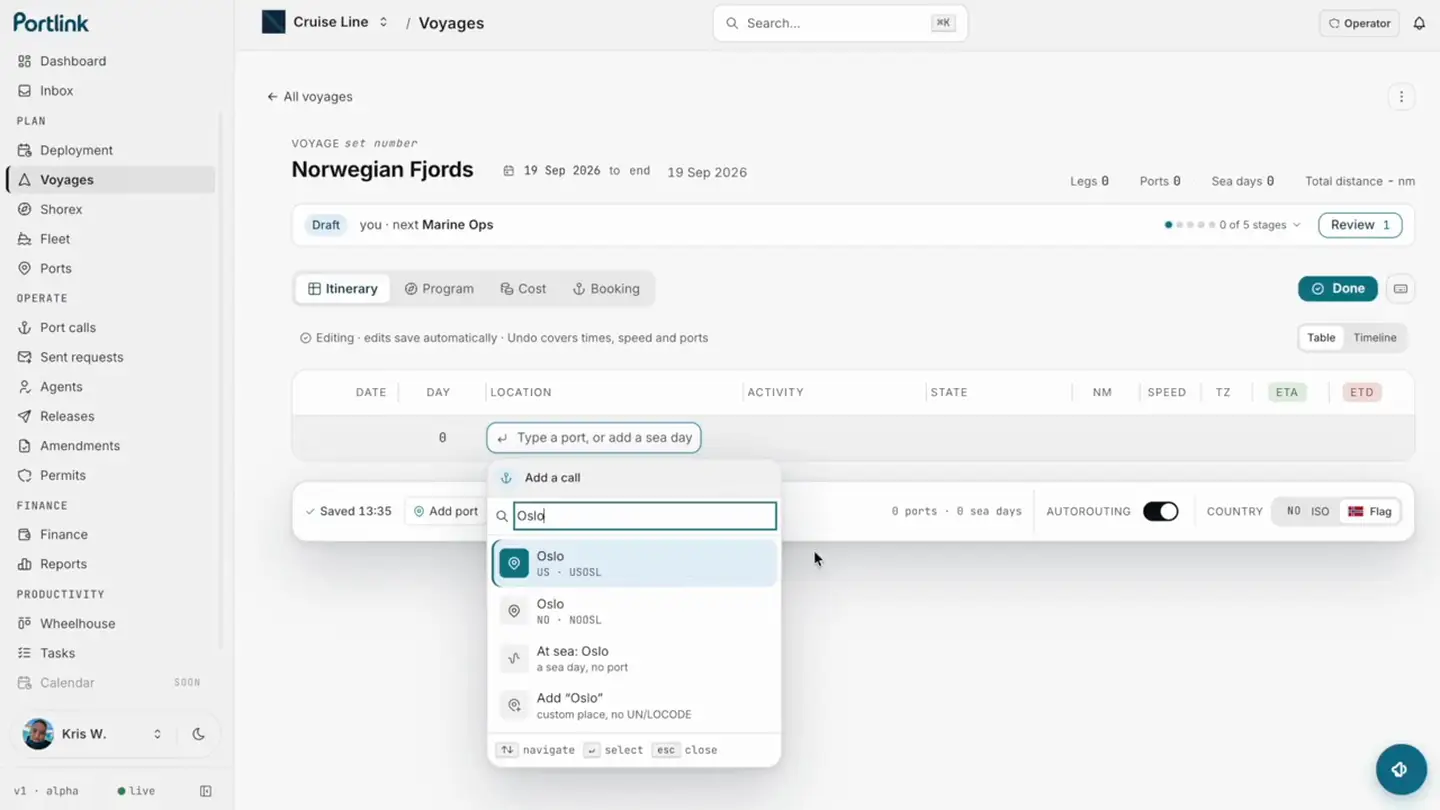 Portlink
Cruise Line / Voyages
Search... ⌘K
Operator
Dashboard
Inbox
PLAN
Deployment
Voyages
Shorex
Fleet
Ports
OPERATE
Port calls
Sent requests
Agents
Releases
Amendments
Permits
FINANCE
Finance
Reports
PRODUCTIVITY
Wheelhouse
Tasks
Calendar SOON
Kris W.
v1 · alpha live
← All voyages
VOYAGE set number
Norwegian Fjords 19 Sep 2026 to end 19 Sep 2026
Legs 0 Ports 0 Sea days 0 Total distance - nm
Draft you · next Marine Ops 0 of 5 stages Review 1
Itinerary Program Cost Booking Done
Editing · edits save automatically · Undo covers times, speed and ports Table Timeline
DATE DAY LOCATION ACTIVITY STATE NM SPEED TZ ETA ETD
0 Type a port, or add a sea day
Saved 13:35 Add port 0 ports · 0 sea days AUTOROUTING COUNTRY NO ISO Flag
Add a call
Oslo
Oslo
US · USOSL
Oslo
NO · NOOSL
At sea: Oslo
a sea day, no port
Add “Oslo”
custom place, no UN/LOCODE
↑↓ navigate ↵ select esc close